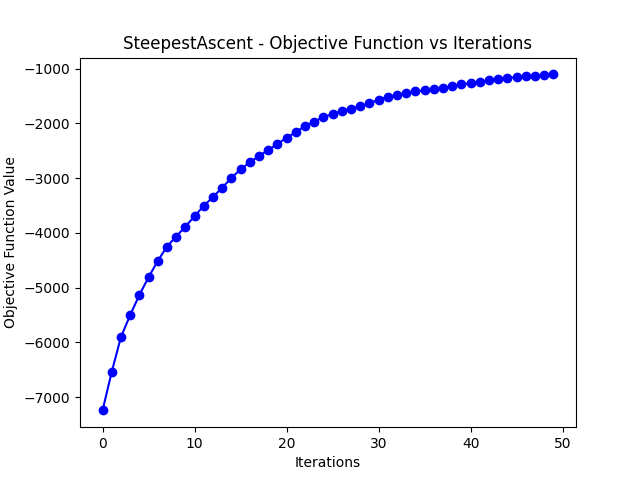 SteepestAscent - Objective Function vs Iterations
Objective Function Value
−1000
−2000
−3000
−4000
−5000
−6000
−7000
0 10 20 30 40 50
Iterations